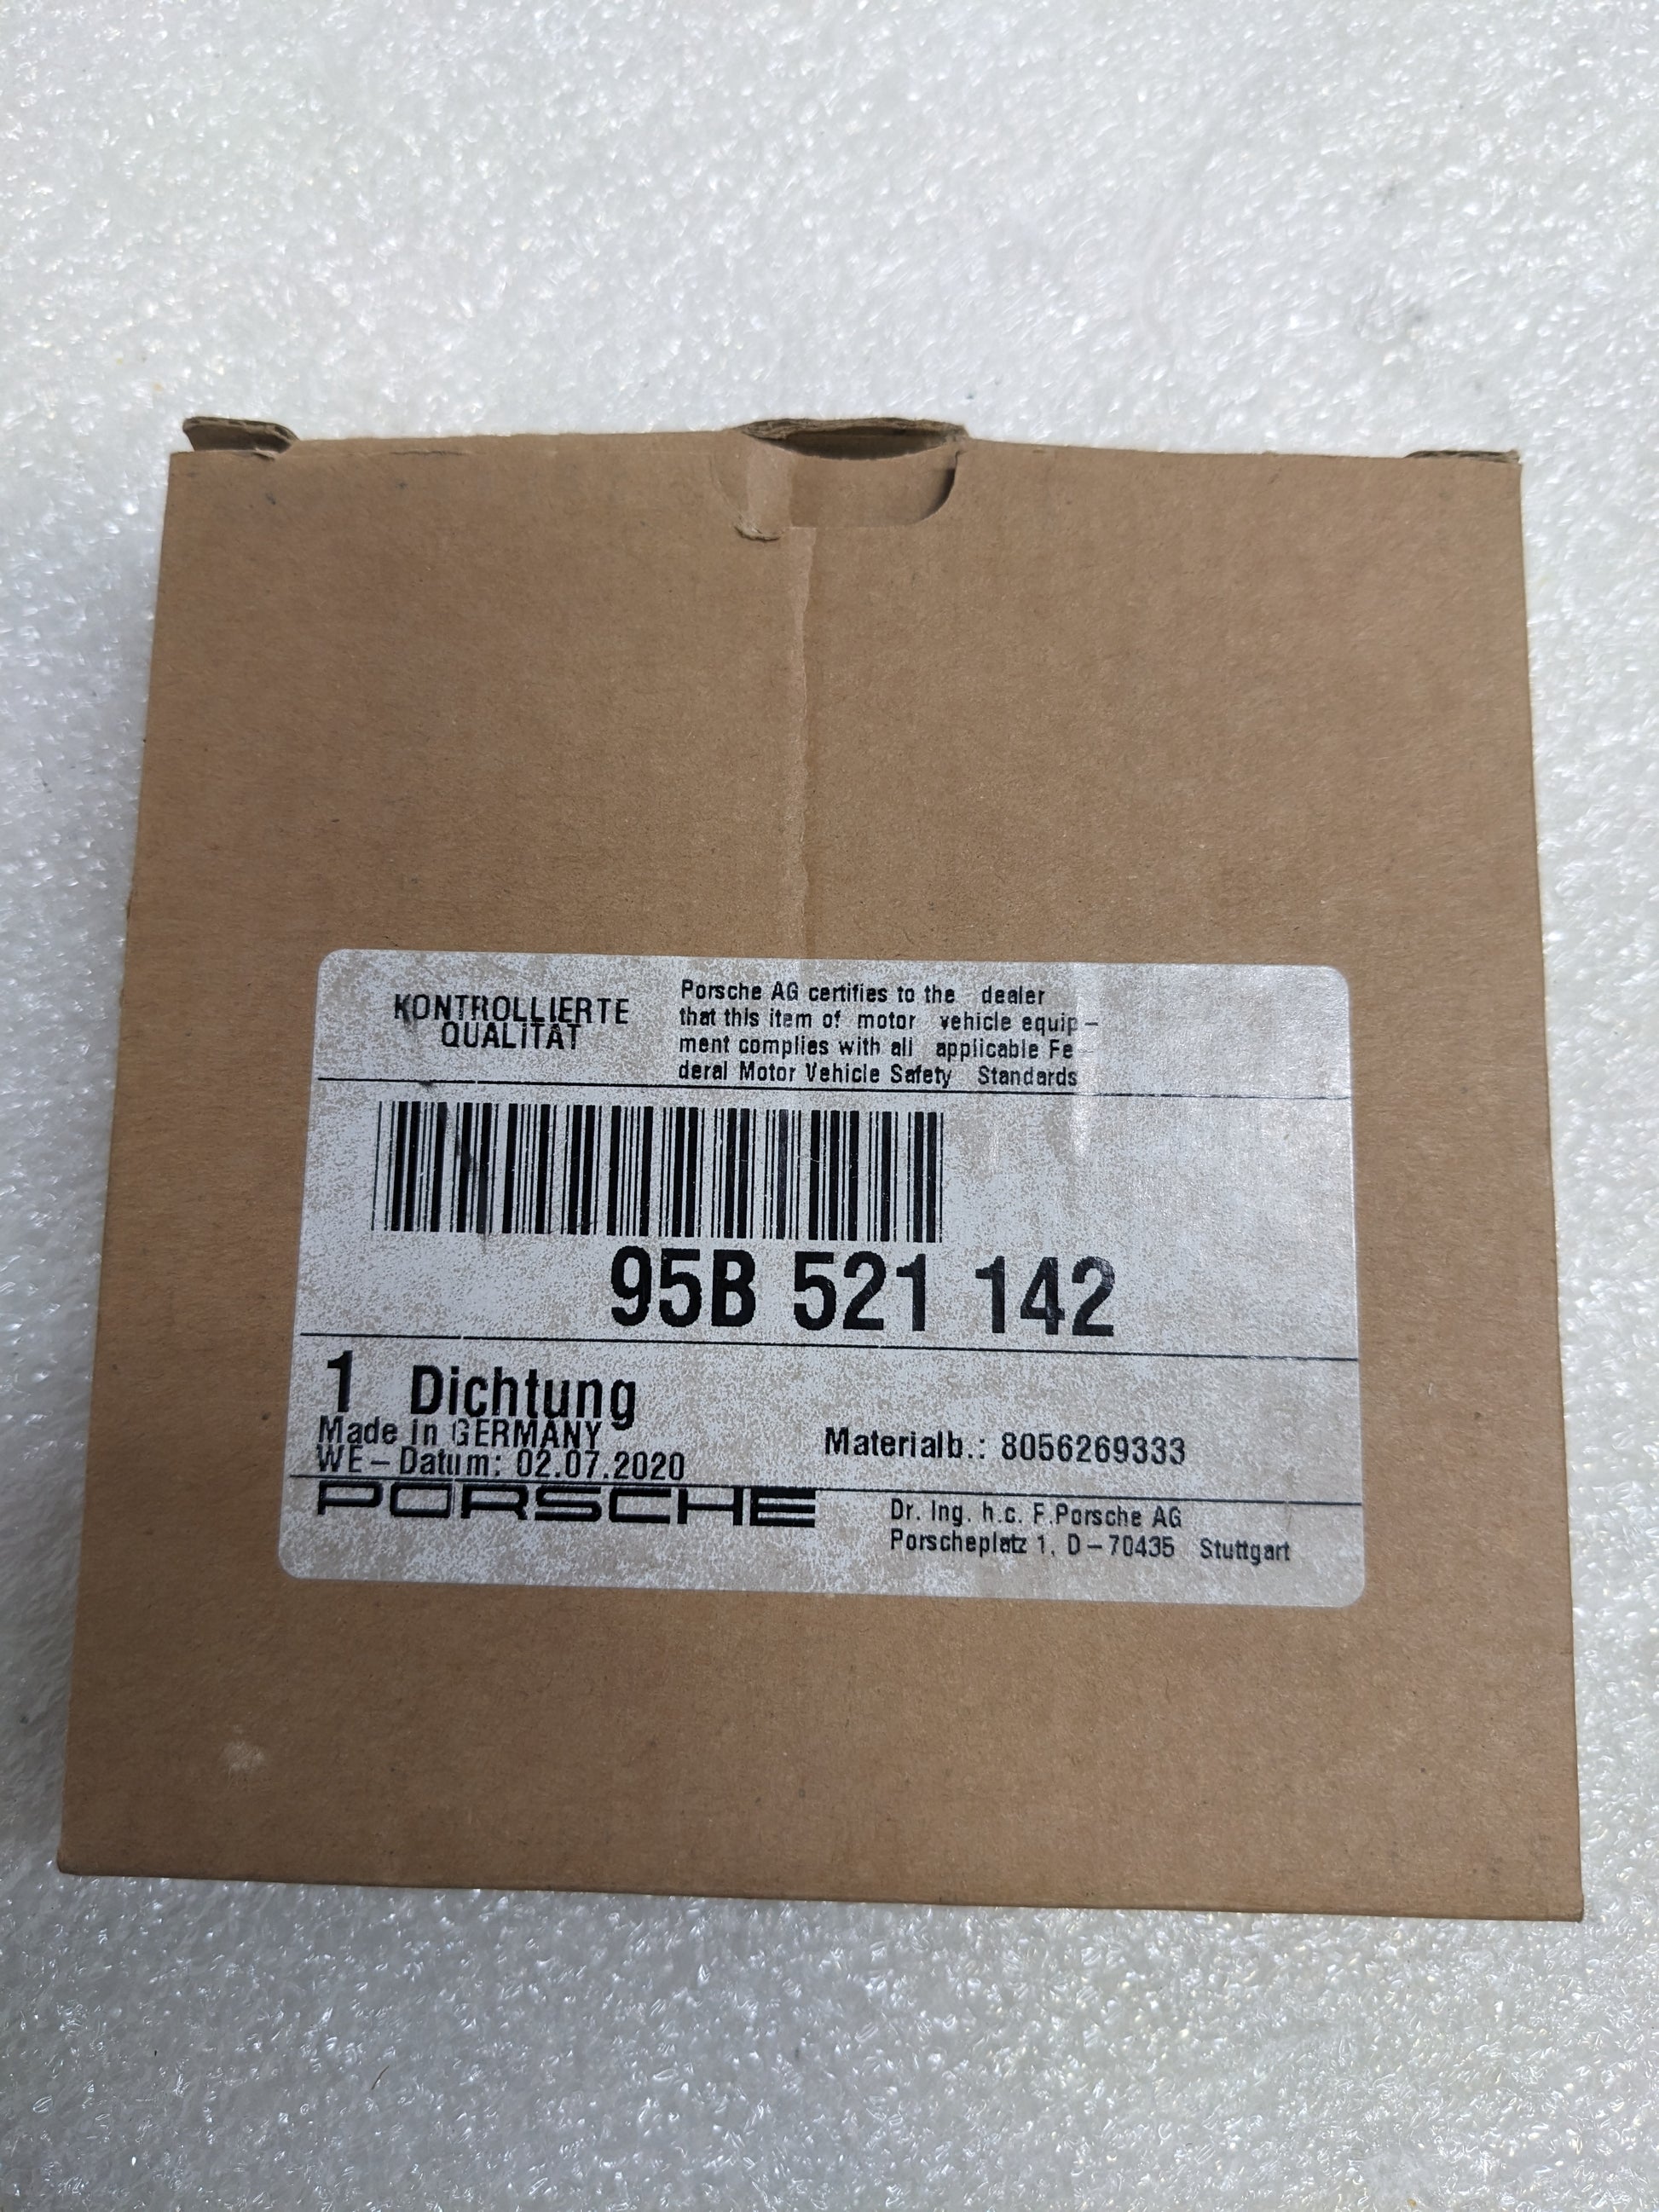 KONTROLLIERTE
QUALITÄT
Porsche AG certifies to the dealer
that this item of motor vehicle equip-
ment complies with all applicable Fe
deral Motor Vehicle Safety Standards
95B 521 142
1 Dichtung
Made in GERMANY
WE-Datum: 02.07.2020
Materialb.: 8056269333
PORSCHE
Dr. Ing. h.c. F.Porsche AG
Porscheplatz 1, D-70435 Stuttgart